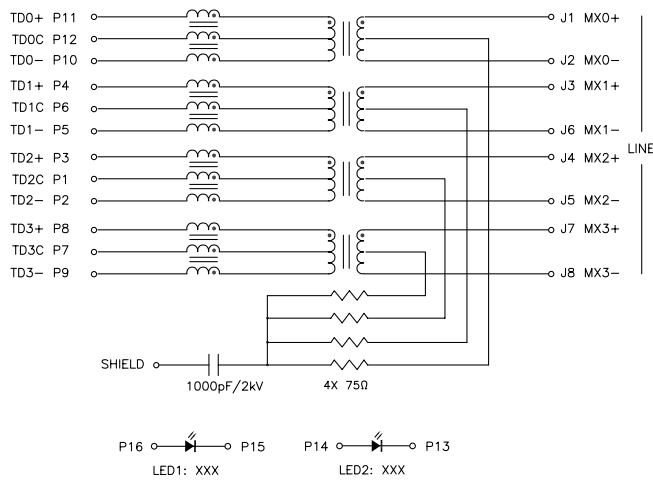 TD0+ P11 J1 MX0+
TD0C P12
TD0- P10 J2 MX0-
TD1+ P4 J3 MX1+
TD1C P6
TD1- P5 J6 MX1-
LINE
TD2+ P3 J4 MX2+
TD2C P1
TD2- P2 J5 MX2-
TD3+ P8 J7 MX3+
TD3C P7
TD3- P9 J8 MX3-
SHIELD
1000pF/2kV 4X 75Ω
P16 P15 P14 P13
LED1: XXX LED2: XXX